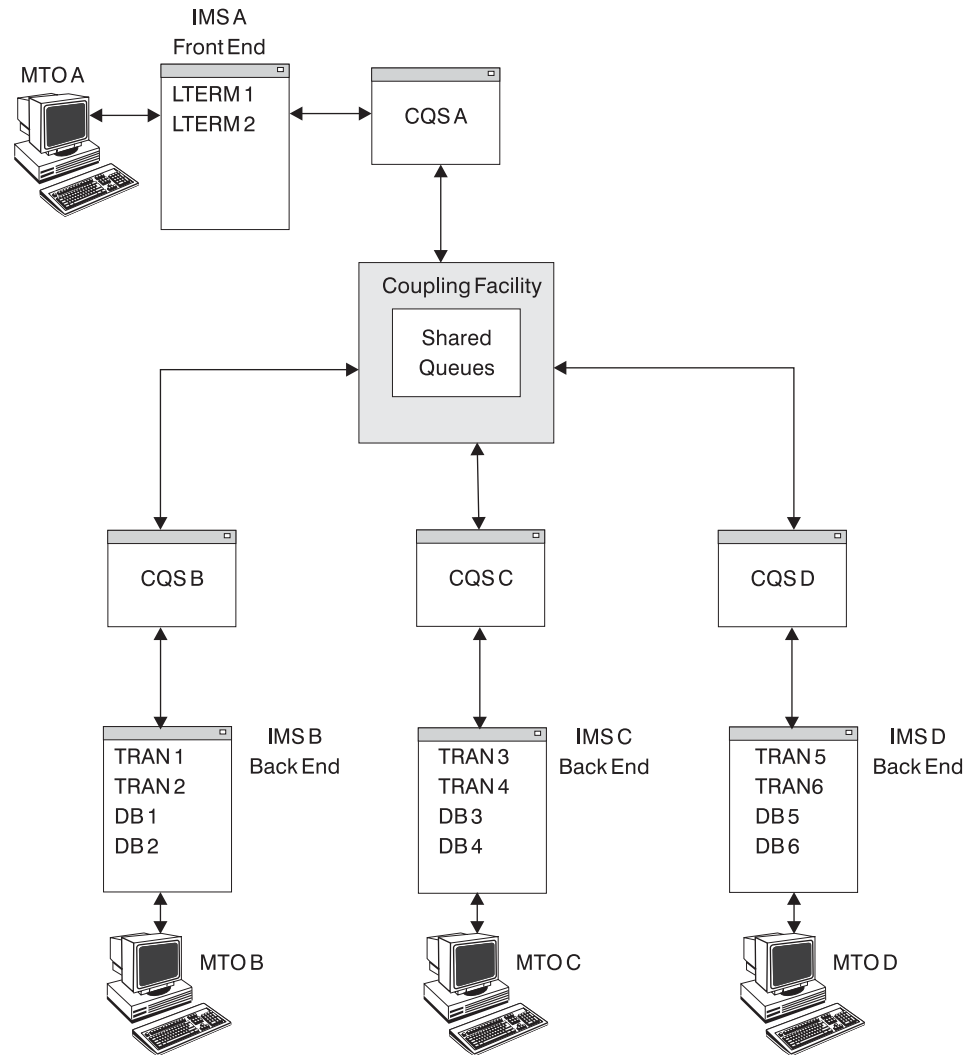 IMS A
Front End
MTO A
LTERM 1
LTERM 2
CQS A
Coupling Facility
Shared
Queues
CQS B
CQS C
CQS D
TRAN 1
TRAN 2
DB 1
DB 2
IMS B
Back End
TRAN 3
TRAN 4
DB 3
DB 4
IMS C
Back End
TRAN 5
TRAN6
DB 5
DB 6
IMS D
Back End
MTO B
MTO C
MTO D